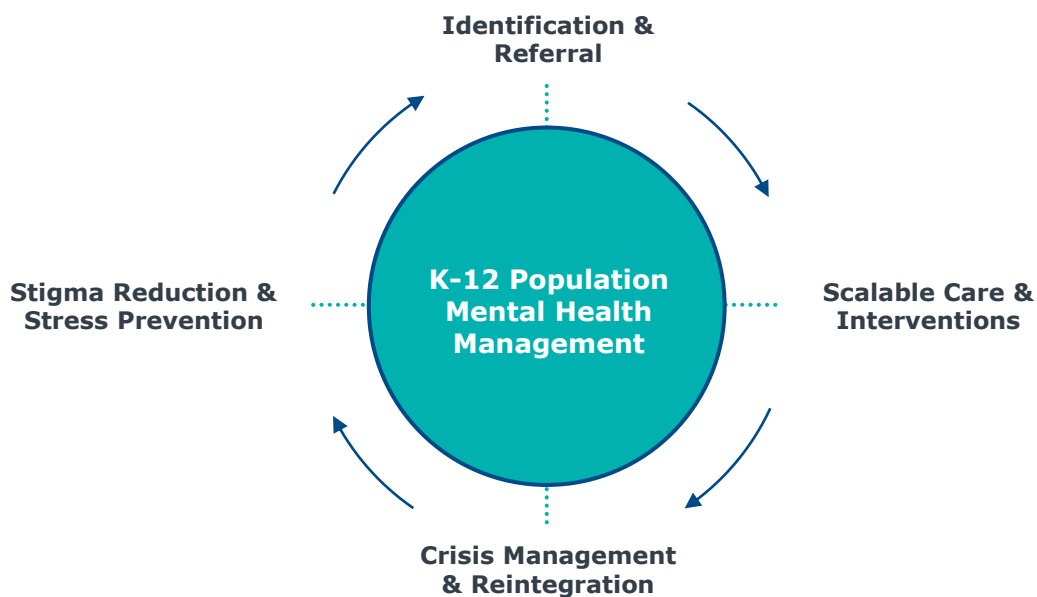 Identification &
Referral
Stigma Reduction &
Stress Prevention
K-12 Population
Mental Health
Management
Scalable Care &
Interventions
Crisis Management
& Reintegration